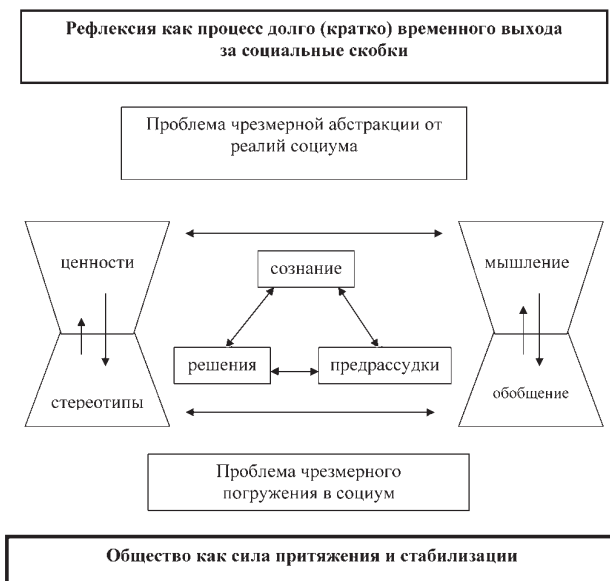 Рефлексия как процесс долго (кратко) временного выхода
за социальные скобки
Проблема чрезмерной абстракции от
реалий социума
ценности
сознание
мышление
решения
предрассудки
стереотипы
обобщение
Проблема чрезмерного
погружения в социум
Общество как сила притяжения и стабилизации